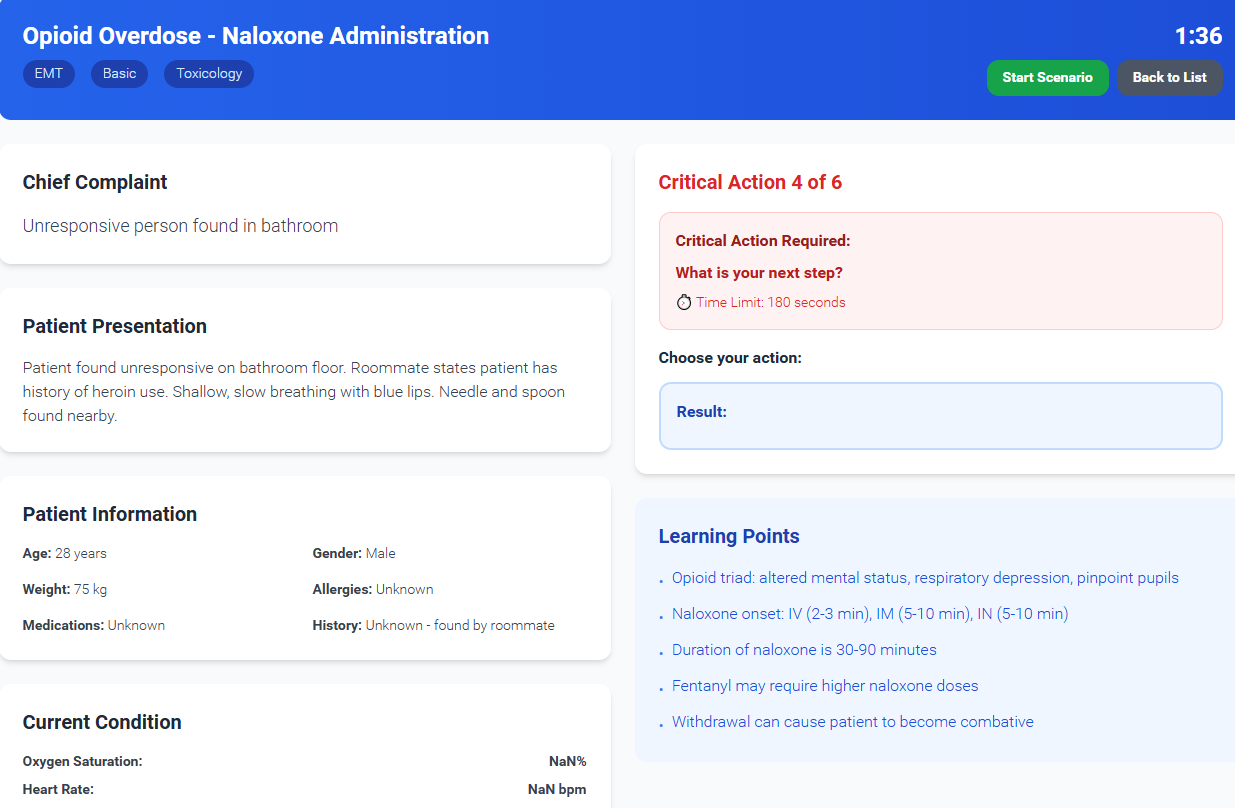 Opioid Overdose - Naloxone Administration
1:36
EMT
Basic
Toxicology
Start Scenario
Back to List
Chief Complaint
Unresponsive person found in bathroom
Patient Presentation
Patient found unresponsive on bathroom floor. Roommate states patient has
history of heroin use. Shallow, slow breathing with blue lips. Needle and spoon
found nearby.
Patient Information
Age: 28 years
Gender: Male
Weight: 75 kg
Allergies: Unknown
Medications: Unknown
History: Unknown - found by roommate
Current Condition
Oxygen Saturation: NaN%
Heart Rate: NaN bpm
Critical Action 4 of 6
Critical Action Required:
What is your next step?
Time Limit: 180 seconds
Choose your action:
Result:
Learning Points
• Opioid triad: altered mental status, respiratory depression, pinpoint pupils
• Naloxone onset: IV (2-3 min), IM (5-10 min), IN (5-10 min)
• Duration of naloxone is 30-90 minutes
• Fentanyl may require higher naloxone doses
• Withdrawal can cause patient to become combative